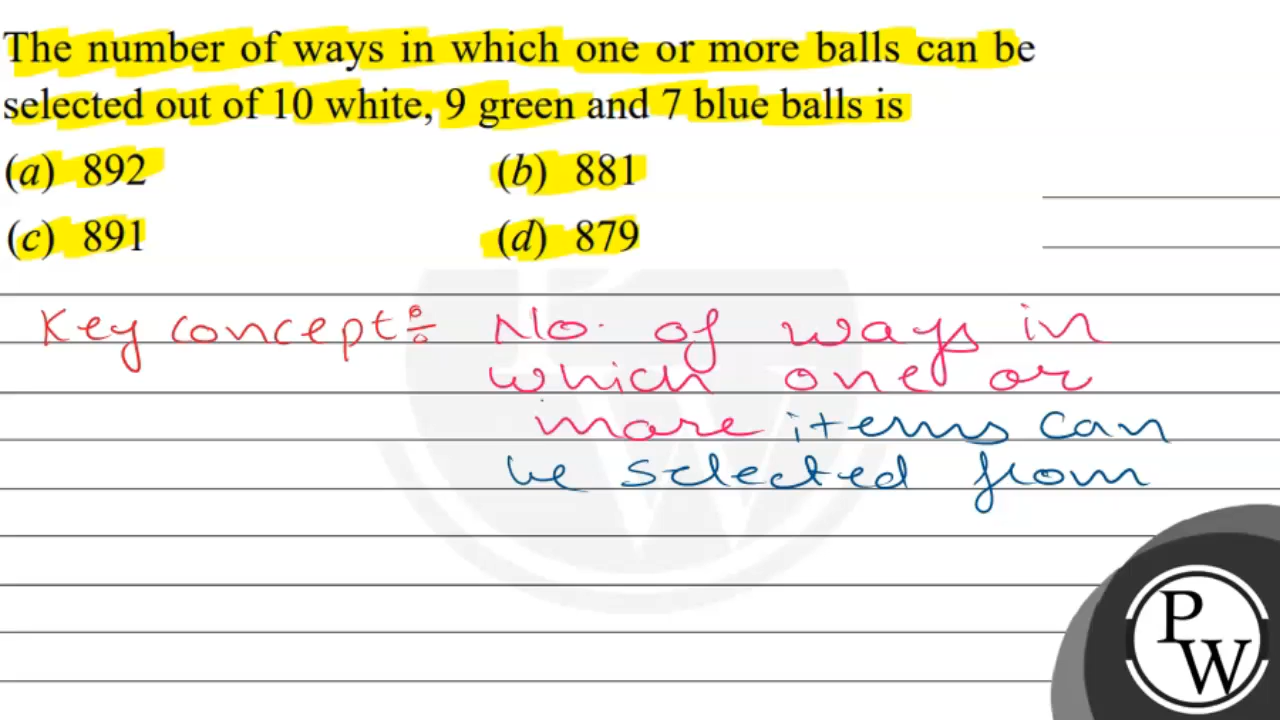 The number of ways in which one or more balls can be
selected out of 10 white, 9 green and 7 blue balls is
(a) 892 (b) 881
(c) 891 (d) 879
Key concept :- No. of ways in
which one or
more items can
be selected from
PW